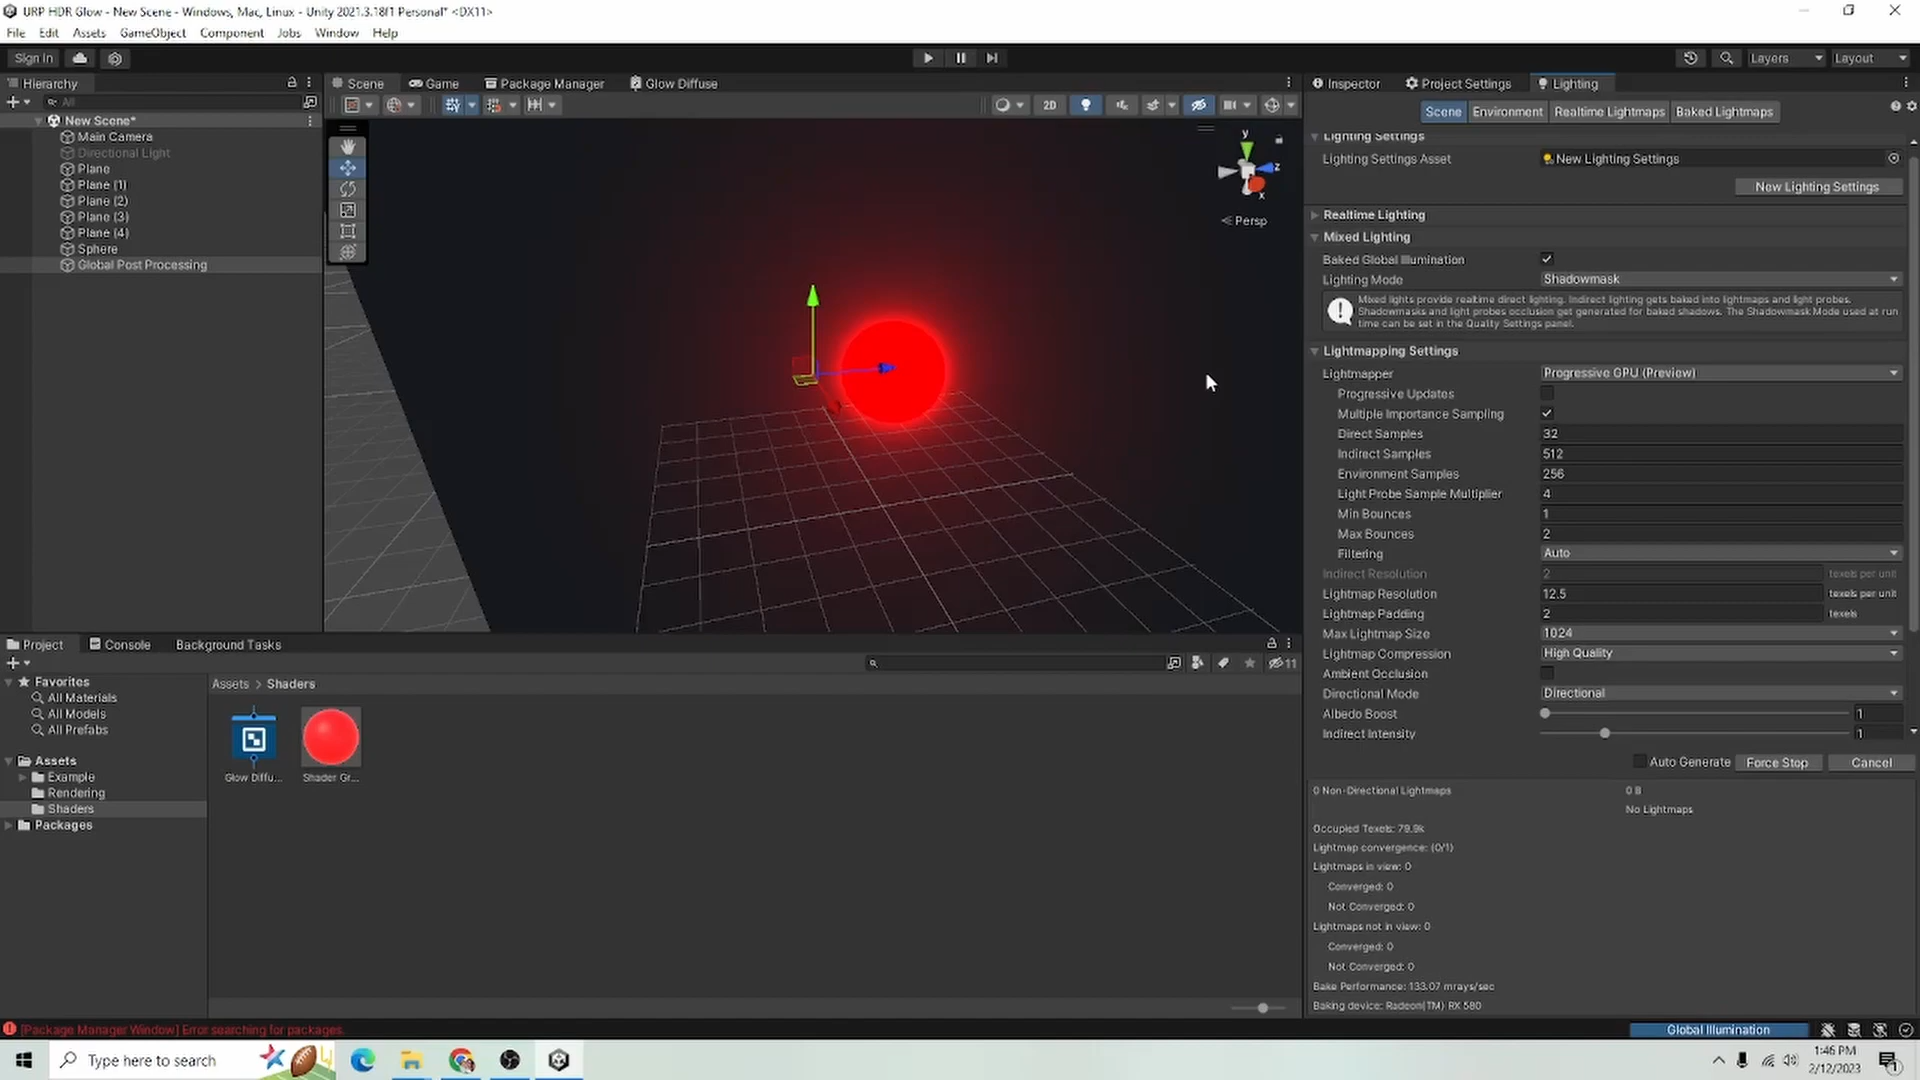 URP HDR Glow - New Scene - Windows, Mac, Linux - Unity 2021.3.18f1 Personal* <DX11>
File Edit Assets GameObject Component Jobs Window Help
Sign In
Layers
Layout
Hierarchy
All
New Scene*
Main Camera
Directional Light
Plane
Plane (1)
Plane (2)
Plane (3)
Plane (4)
Sphere
Global Post Processing
Scene Game Package Manager Glow Diffuse
2D
y
z
x
Persp
Inspector Project Settings Lighting
Scene Environment Realtime Lightmaps Baked Lightmaps
Lighting Settings
Lighting Settings Asset New Lighting Settings
New Lighting Settings
Realtime Lighting
Mixed Lighting
Baked Global Illumination
Lighting Mode Shadowmask
Mixed lights provide realtime direct lighting. Indirect lighting gets baked into lightmaps and light probes.
Shadowmasks and light probes occlusion get generated for baked shadows. The Shadowmask Mode used at run
time can be set in the Quality Settings panel.
Lightmapping Settings
Lightmapper Progressive GPU (Preview)
Progressive Updates
Multiple Importance Sampling
Direct Samples 32
Indirect Samples 512
Environment Samples 256
Light Probe Sample Multiplier 4
Min Bounces 1
Max Bounces 2
Filtering Auto
Indirect Resolution 2 texels per unit
Lightmap Resolution 12.5 texels per unit
Lightmap Padding 2 texels
Max Lightmap Size 1024
Lightmap Compression High Quality
Ambient Occlusion
Directional Mode Directional
Albedo Boost 1
Indirect Intensity 1
Auto Generate Force Stop Cancel
0 Non-Directional Lightmaps 0 B
No Lightmaps
Occupied Texels: 79.9k
Lightmap convergence: (0/1)
Lightmaps in view: 0
Converged: 0
Not Converged: 0
Lightmaps not in view: 0
Converged: 0
Not Converged: 0
Bake Performance: 133.07 mrays/sec
Baking device: Radeon(TM) RX 580
Project Console Background Tasks
11
Favorites
All Materials
All Models
All Prefabs
Assets
Example
Rendering
Shaders
Packages
Assets > Shaders
Glow Diffu...
Shader Gr...
[Package Manager Window] Error searching for packages.
Global Illumination
Type here to search
1:46 PM
2/12/2023
1